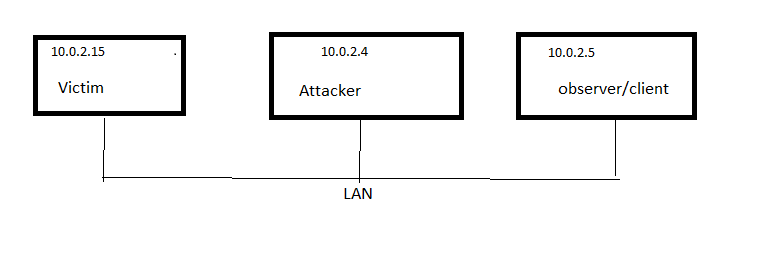 10.0.2.15
Victim
10.0.2.4
Attacker
10.0.2.5
observer/client
LAN